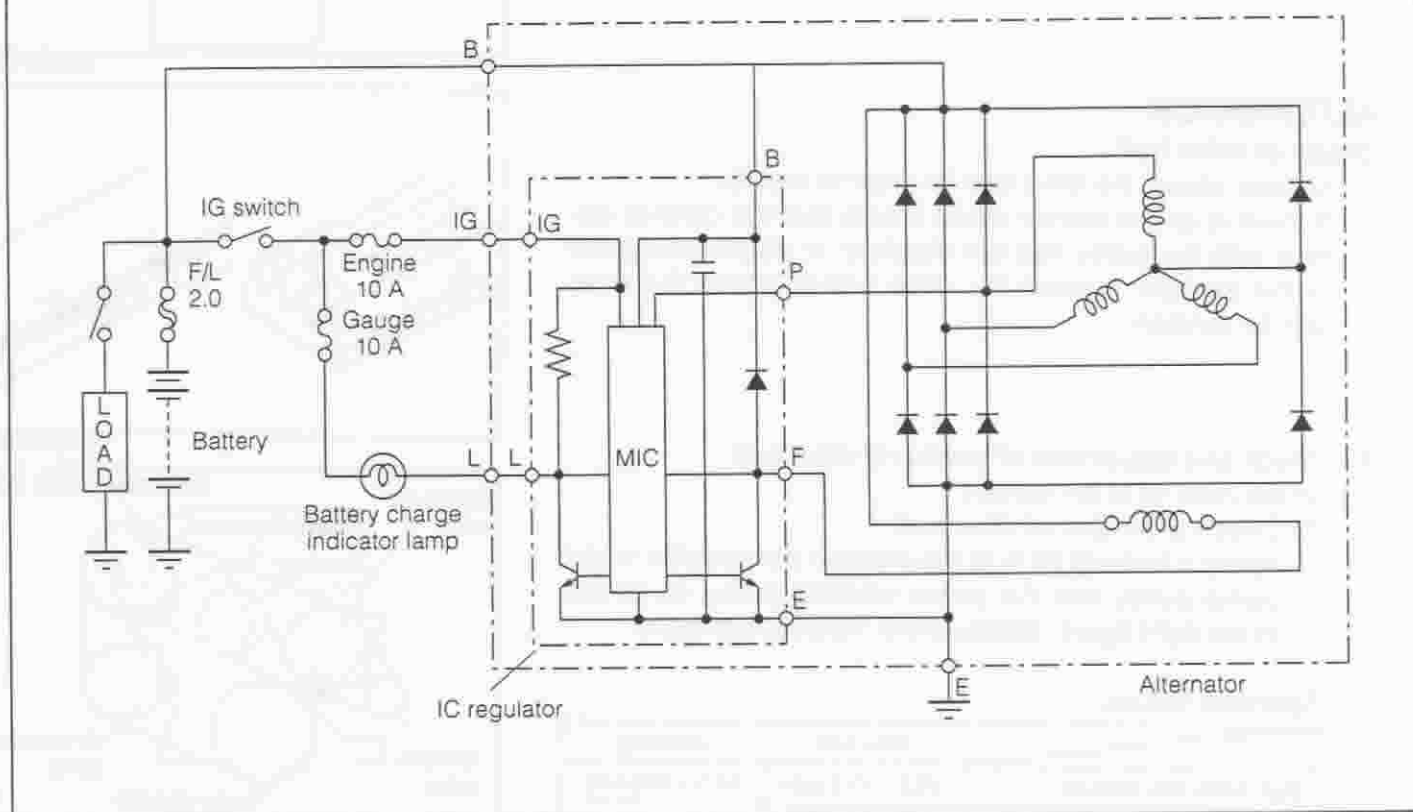 B
B
IG switch
IG
IG
F/L
2.0
Engine
10 A
P
Gauge
10 A
LOAD
Battery
L
L
MIC
F
Battery charge
indicator lamp
E
E
IC regulator
Alternator